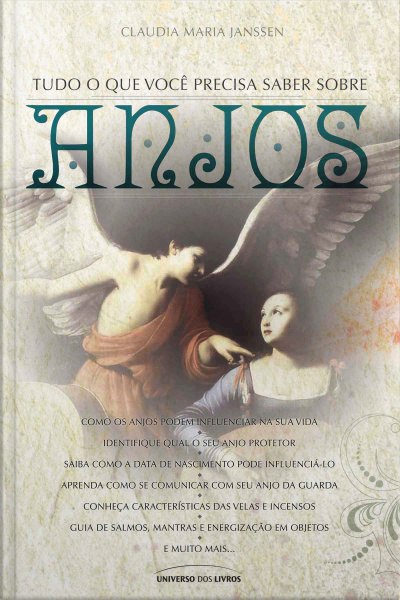 CLAUDIA MARIA JANSSEN
TUDO O QUE VOCÊ PRECISA SABER SOBRE
ANJOS
COMO OS ANJOS PODEM INFLUENCIAR NA SUA VIDA
IDENTIFIQUE QUAL O SEU ANJO PROTETOR
SAIBA COMO A DATA DE NASCIMENTO PODE INFLUENCIÁ-LO
APRENDA COMO SE COMUNICAR COM SEU ANJO DA GUARDA
CONHEÇA CARACTERÍSTICAS DAS VELAS E INCENSOS
GUIA DE SALMOS, MANTRAS E ENERGIZAÇÃO EM OBJETOS
E MUITO MAIS...
UNIVERSO DOS LIVROS